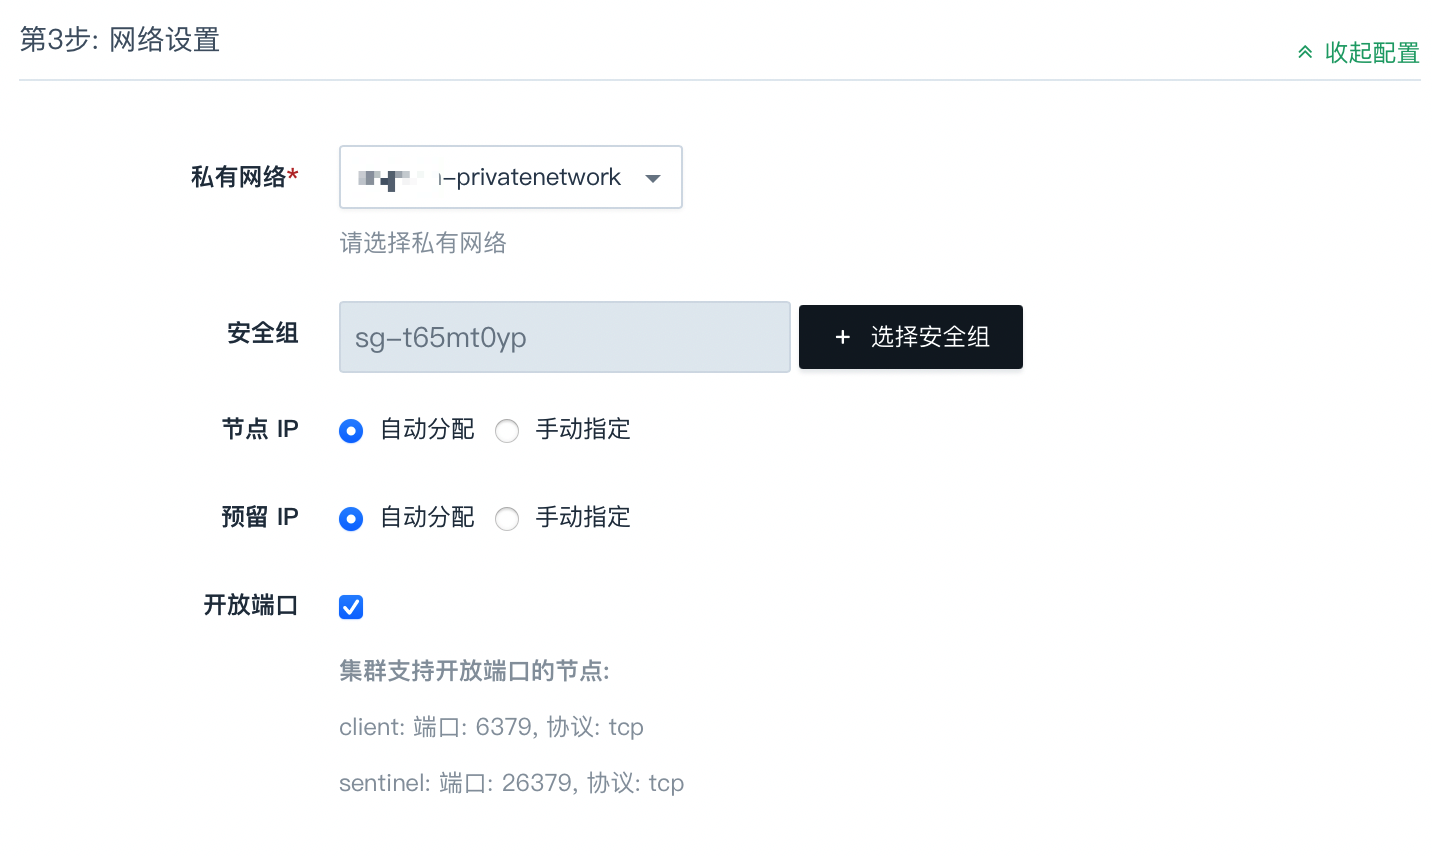 第3步: 网络设置
收起配置
私有网络*
-privatenetwork
请选择私有网络
安全组
sg-t65mt0yp
+ 选择安全组
节点 IP
自动分配
手动指定
预留 IP
自动分配
手动指定
开放端口
集群支持开放端口的节点:
client: 端口: 6379, 协议: tcp
sentinel: 端口: 26379, 协议: tcp